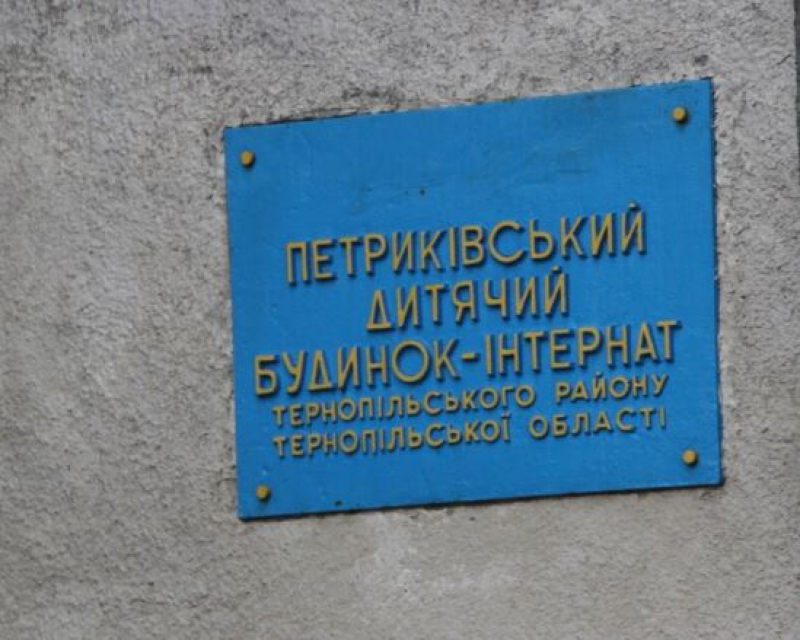 ПЕТРИКІВСЬКИЙ
ДИТЯЧИЙ
БУДИНОК-ІНТЕРНАТ
ТЕРНОПІЛЬСЬКОГО РАЙОНУ
ТЕРНОПІЛЬСЬКОЇ ОБЛАСТІ